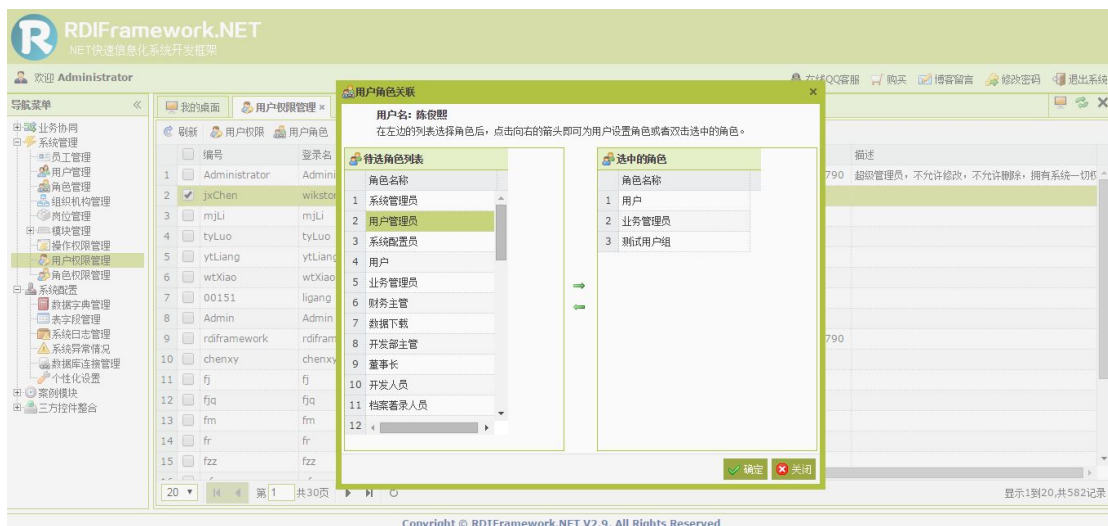 RDIFramework.NET
.NET快速信息化系统开发框架
欢迎 Administrator
在线QQ客服 购买 博客留言 修改密码 退出系统
导航菜单
业务协同
系统管理
员工管理
用户管理
角色管理
组织机构管理
岗位管理
模块管理
操作权限管理
用户权限管理
角色权限管理
系统配置
数据字典管理
表字段管理
系统日志管理
系统异常情况
数据库连接管理
个性化设置
案例模块
三方控件整合
我的桌面 用户权限管理 ×
刷新 用户权限 用户角色
编号 登录名 描述
1 Administrator Admini 790 超级管理员,不允许修改,不允许删除,拥有系统一切权
2 jxChen wikstor
3 mjLi mjLi
4 tyLuo tyLuo
5 ytLiang ytLiang
6 wtXiao wtXiao
7 00151 ligang
8 Admin Admin
9 rdiframework rdifram 790
10 chenxy chenxy
11 fj fj
12 fjq fjq
13 fm fm
14 fr fr
15 fzz fzz
20 第 1 共30页 显示1到20,共582记录
用户角色关联 ×
用户名:陈俊熙
在左边的列表选择角色后,点击向右的箭头即可为用户设置角色或者双击选中的角色。
待选角色列表
角色名称
1 系统管理员
2 用户管理员
3 系统配置员
4 用户
5 业务管理员
6 财务主管
7 数据下载
8 开发部主管
9 董事长
10 开发人员
11 档案著录人员
12
选中的角色
角色名称
1 用户
2 业务管理员
3 测试用户组
确定 关闭
Copyright © RDIFramework.NET V2.9. All Rights Reserved